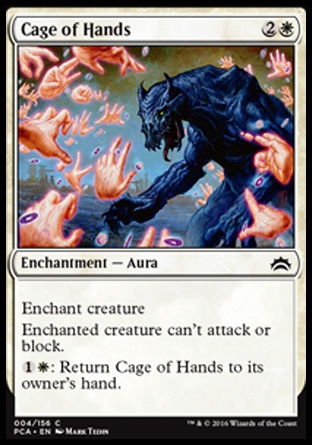 Cage of Hands 2
Enchantment — Aura
Enchant creature
Enchanted creature can't attack or
block.
1: Return Cage of Hands to its
owner's hand.
004/156 C
PCA • EN Mark Tedin
™ & © 2016 Wizards of the Coast